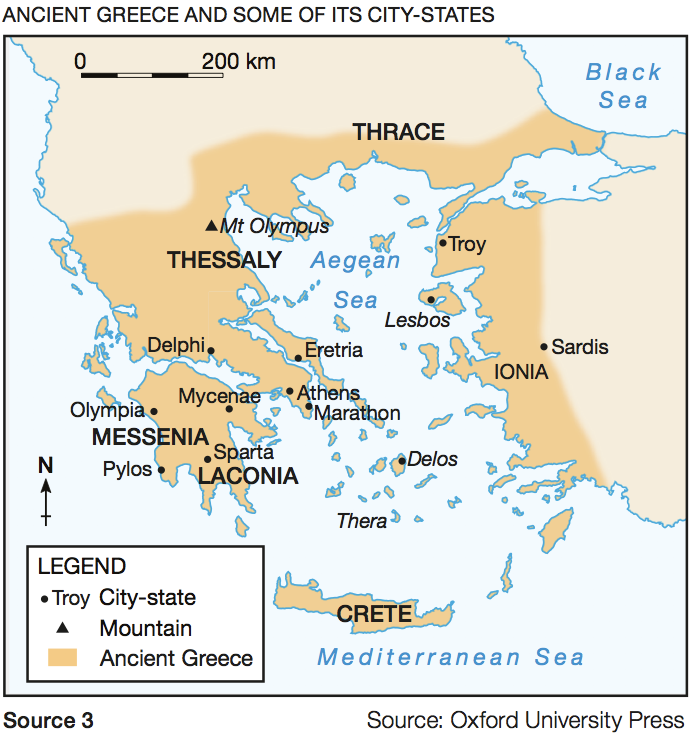 ANCIENT GREECE AND SOME OF ITS CITY-STATES
0 200 km
Black
Sea
THRACE
Mt Olympus
THESSALY
Aegean
Sea
Troy
Lesbos
Delphi
Eretria
Sardis
IONIA
Mycenae
Athens
Olympia
Marathon
MESSENIA
Sparta
Delos
N
Pylos
LACONIA
Thera
LEGEND
Troy City-state
Mountain
Ancient Greece
CRETE
Mediterranean Sea
Source 3
Source: Oxford University Press